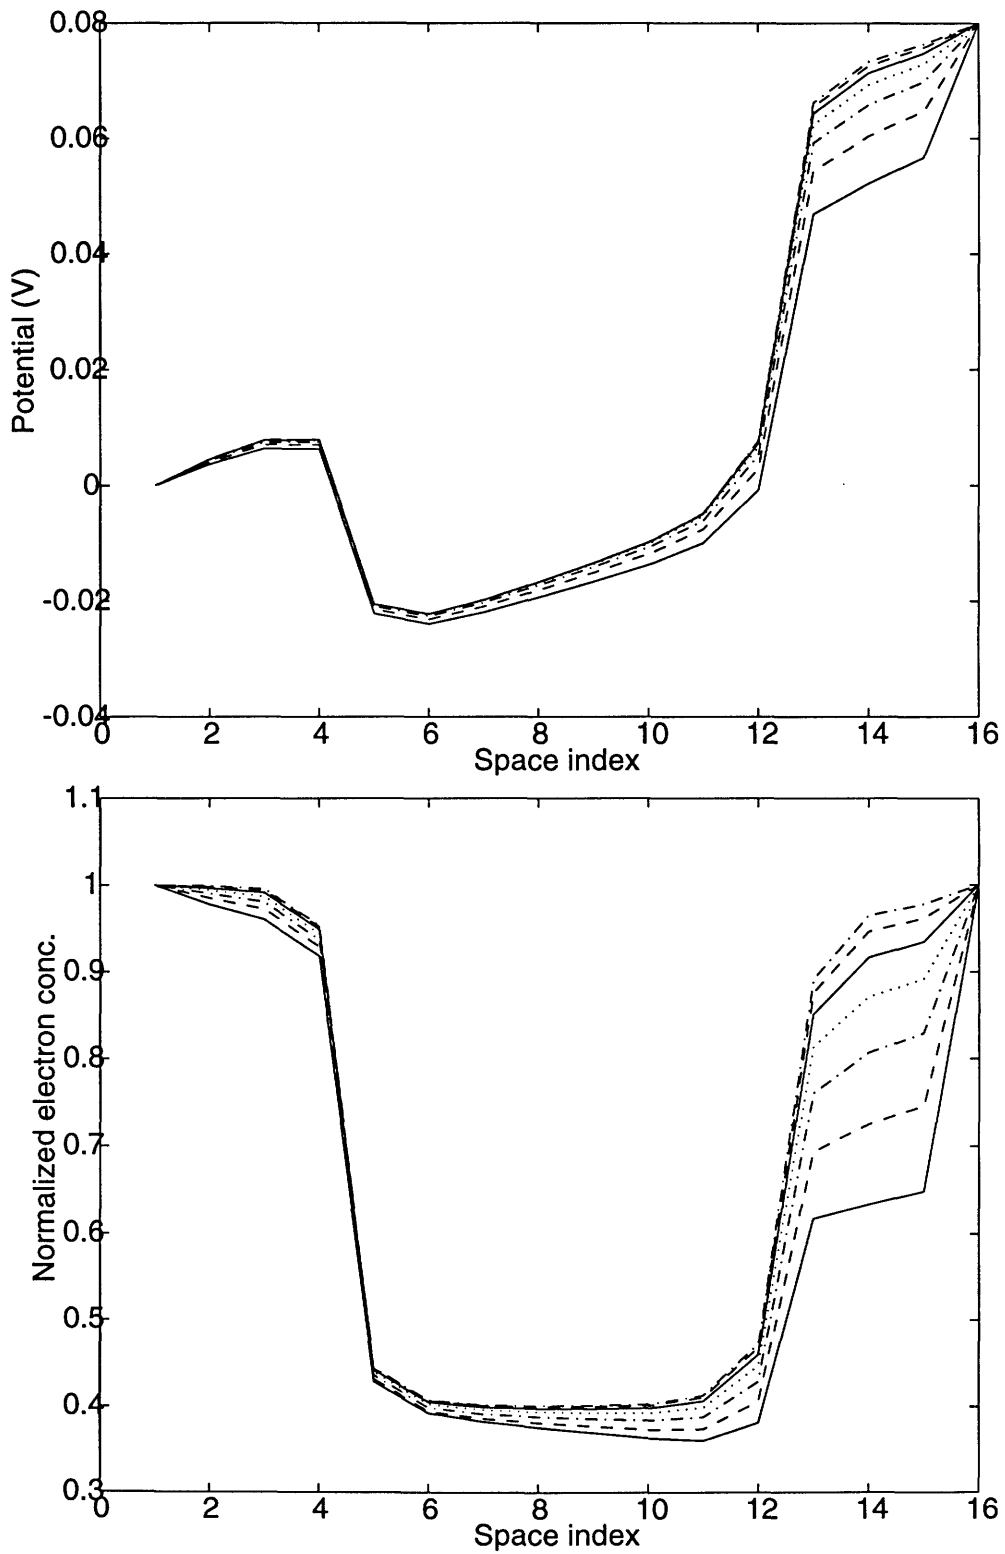 0.08
0.06
0.04
0.02
0
-0.02
-0.04
Potential (V)
0 2 4 6 8 10 12 14 16
Space index
1.1
1
0.9
0.8
0.7
0.6
0.5
0.4
0.3
Normalized electron conc.
0 2 4 6 8 10 12 14 16
Space index